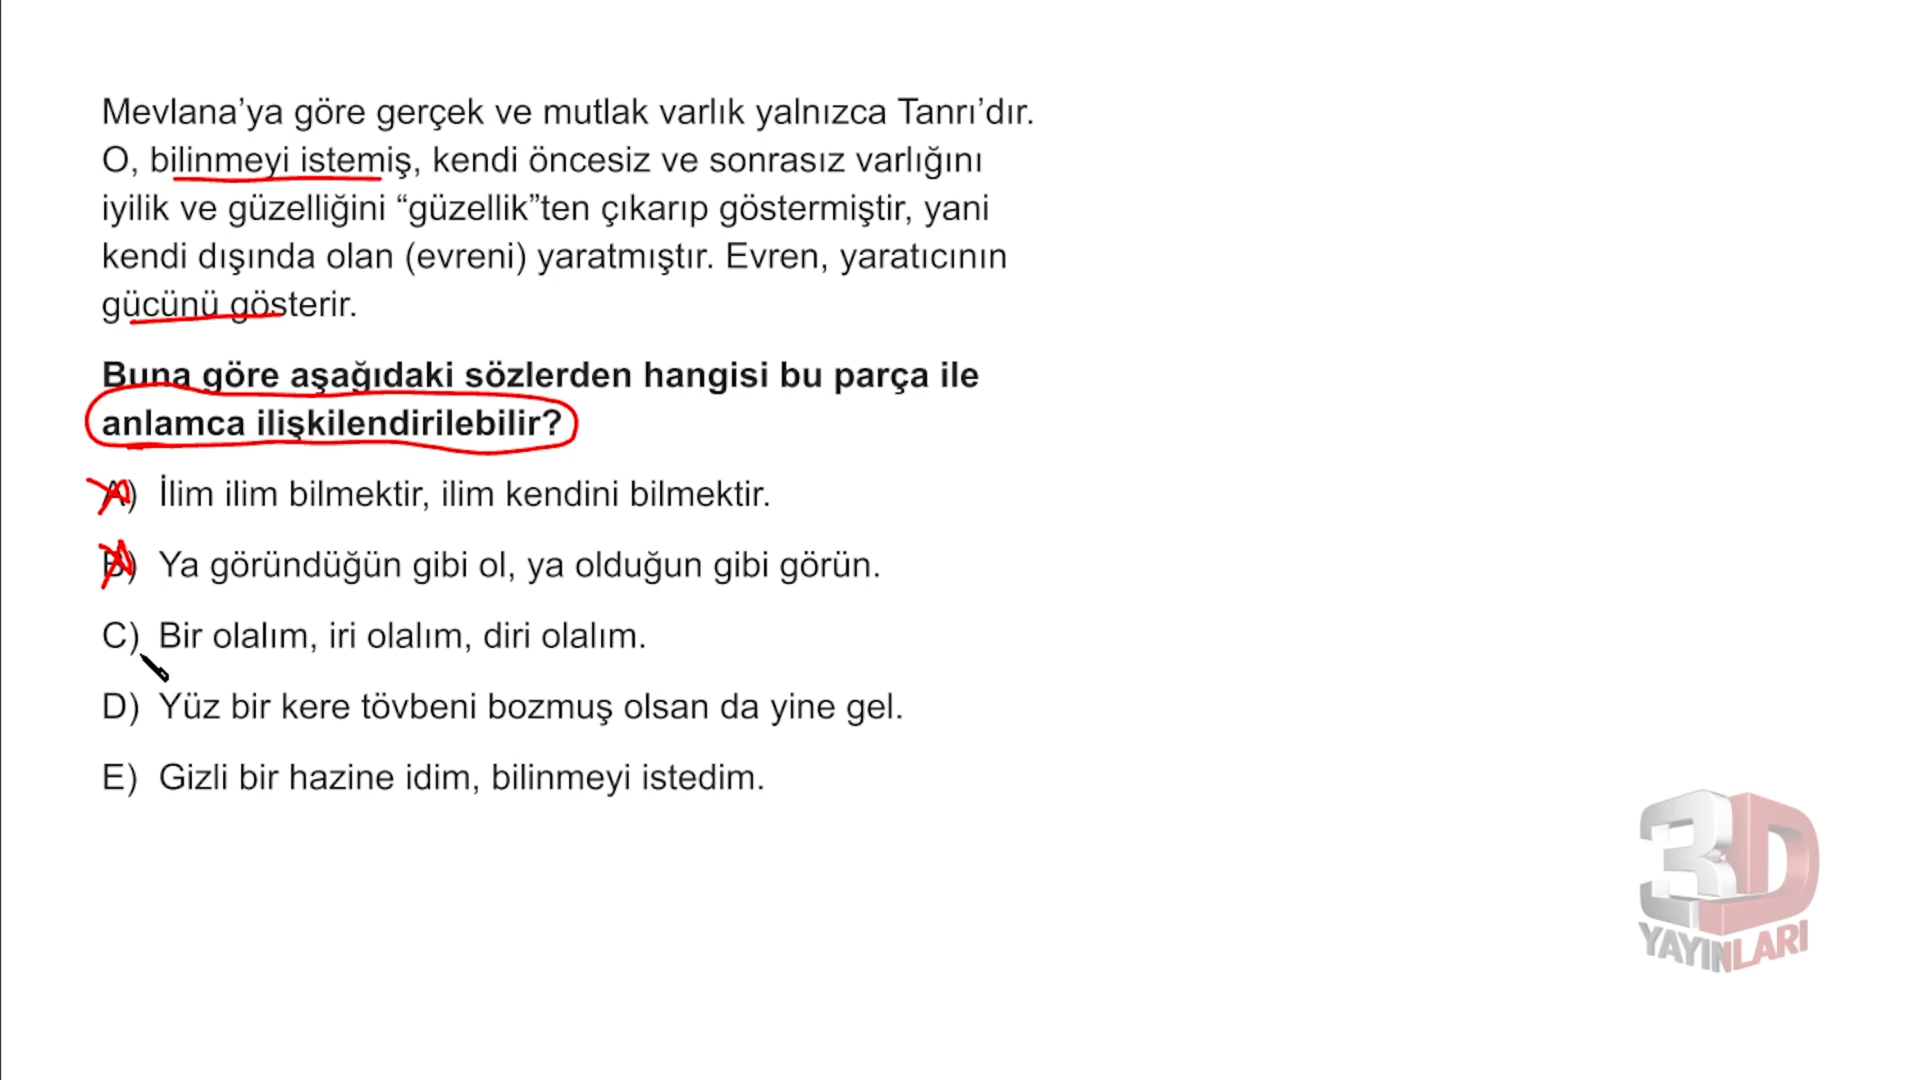 Mevlana’ya göre gerçek ve mutlak varlık yalnızca Tanrı’dır.
O, bilinmeyi istemiş, kendi öncesiz ve sonrasız varlığını
iyilik ve güzelliğini “güzellik”ten çıkarıp göstermiştir, yani
kendi dışında olan (evreni) yaratmıştır. Evren, yaratıcının
gücünü gösterir.
Buna göre aşağıdaki sözlerden hangisi bu parça ile
anlamca ilişkilendirilebilir?
A) İlim ilim bilmektir, ilim kendini bilmektir.
B) Ya göründüğün gibi ol, ya olduğun gibi görün.
C) Bir olalım, iri olalım, diri olalım.
D) Yüz bir kere tövbeni bozmuş olsan da yine gel.
E) Gizli bir hazine idim, bilinmeyi istedim.
3D
YAYINLARI